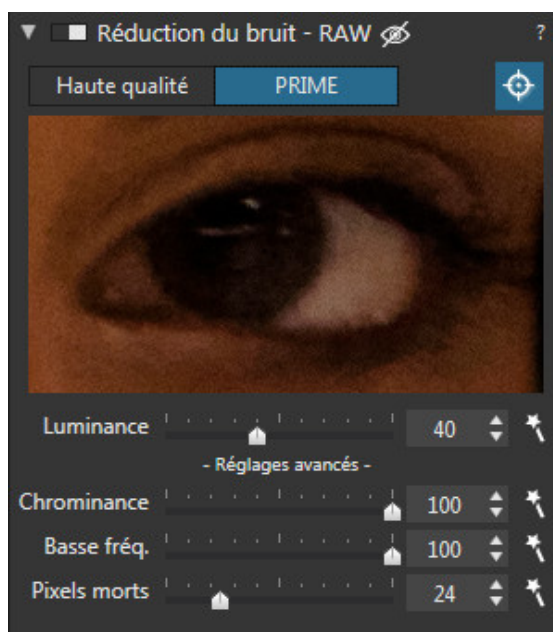 Réduction du bruit - RAW ?
Haute qualité PRIME
Luminance 40
- Réglages avancés -
Chrominance 100
Basse fréq. 100
Pixels morts 24